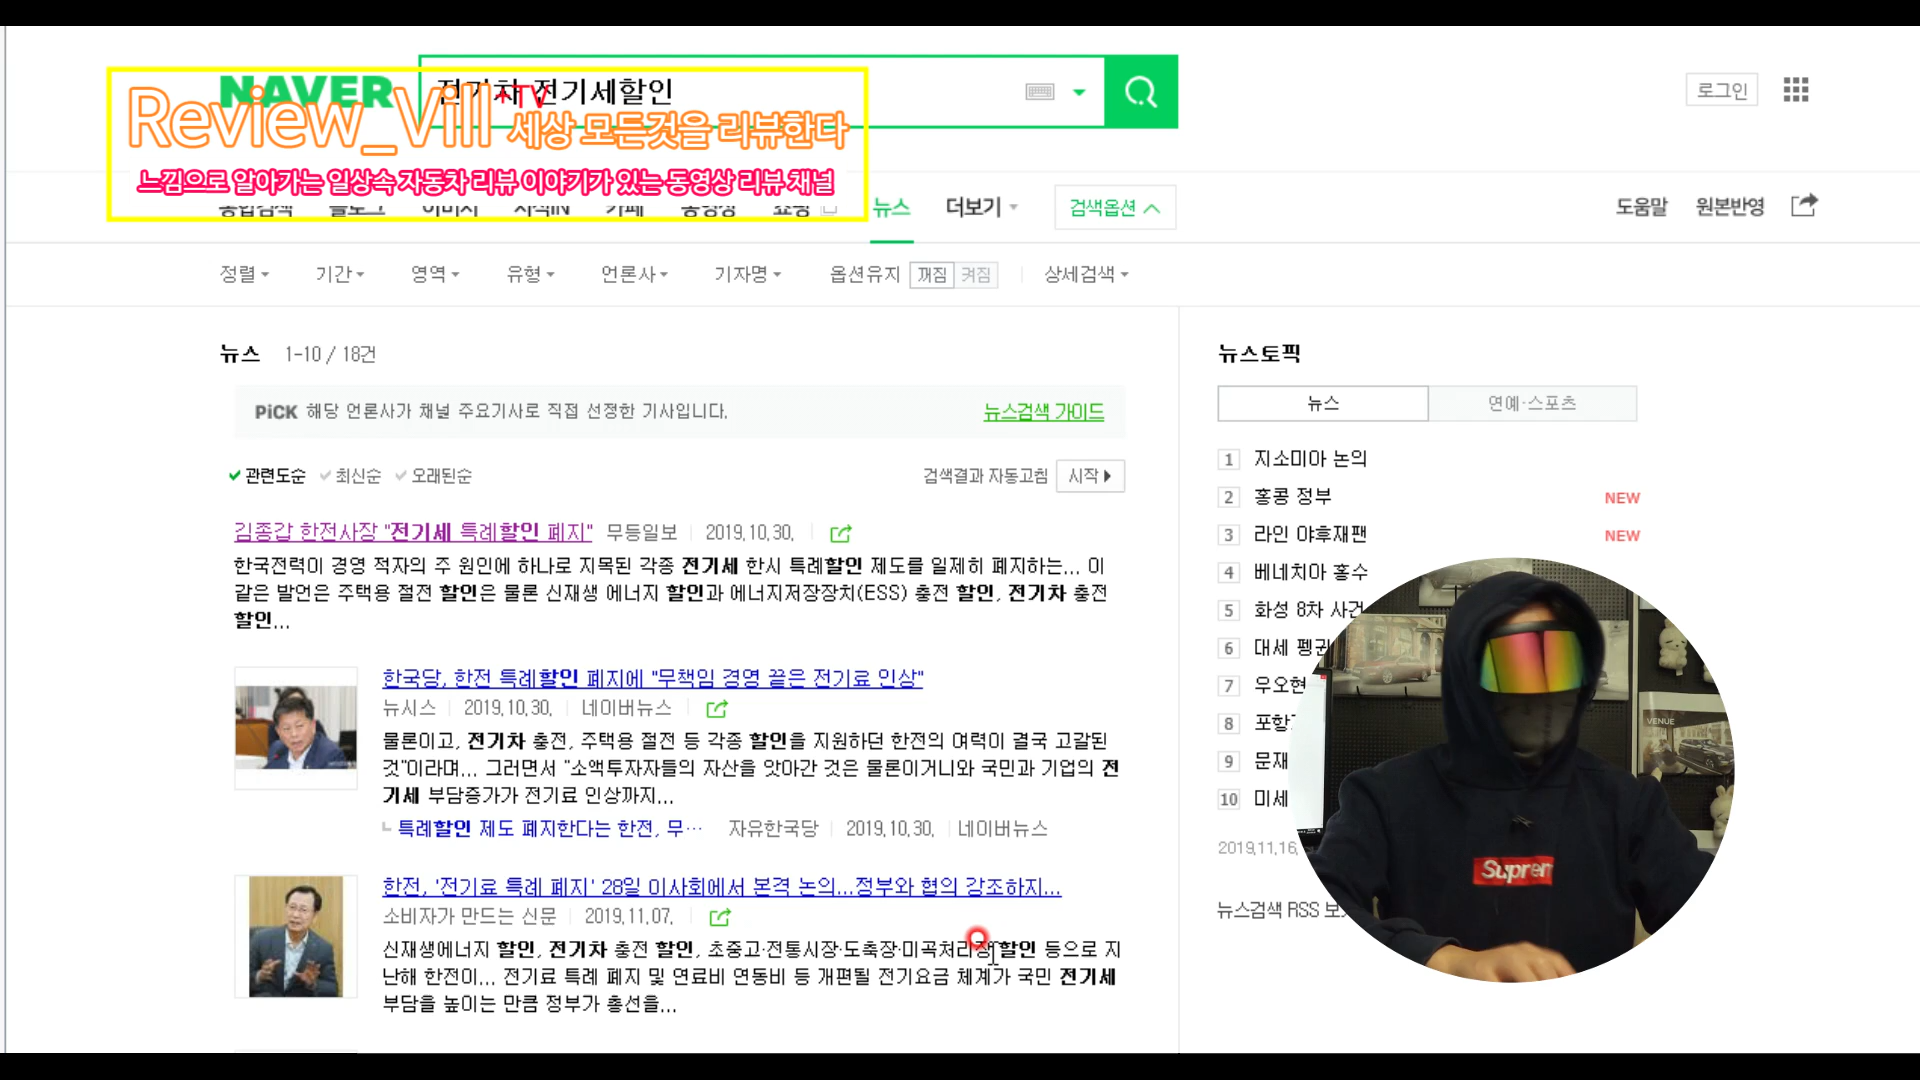 NAVER
전기차 전기세할인
로그인
Review_Vill +TV 세상 모든것을 리뷰한다
느낌으로 알아가는 일상속 자동차 리뷰 이야기가 있는 동영상 리뷰 채널
통합검색 블로그 이미지 지식iN 카페 동영상 쇼핑 뉴스 더보기 검색옵션 도움말 원본반영
정렬 기간 영역 유형 언론사 기자명 옵션유지 꺼짐 켜짐 상세검색
뉴스 1-10 / 18건
PiCK 해당 언론사가 채널 주요기사로 직접 선정한 기사입니다. 뉴스검색 가이드
관련도순 최신순 오래된순 검색결과 자동고침 시작
김종갑 한전사장 "전기세 특례할인 폐지" 무등일보 2019.10.30.
한국전력이 경영 적자의 주 원인에 하나로 지목된 각종 전기세 한시 특례할인 제도를 일제히 폐지하는... 이
같은 발언은 주택용 절전 할인은 물론 신재생 에너지 할인과 에너지저장장치(ESS) 충전 할인, 전기차 충전
할인...
한국당, 한전 특례할인 폐지에 "무책임 경영 끝은 전기료 인상"
뉴시스 2019.10.30. 네이버뉴스
물론이고, 전기차 충전, 주택용 절전 등 각종 할인을 지원하던 한전의 여력이 결국 고갈된
것"이라며... 그러면서 "소액투자자들의 자산을 앗아간 것은 물론이거니와 국민과 기업의 전
기세 부담증가가 전기료 인상까지...
특례할인 제도 폐지한다는 한전, 무… 자유한국당 2019.10.30. 네이버뉴스
한전, '전기료 특례 폐지' 28일 이사회에서 본격 논의...정부와 협의 강조하지...
소비자가 만드는 신문 2019.11.07.
신재생에너지 할인, 전기차 충전 할인, 초중고·전통시장·도축장·미곡처리장 할인 등으로 지
난해 한전이... 전기료 특례 폐지 및 연료비 연동비 등 개편될 전기요금 체계가 국민 전기세
부담을 높이는 만큼 정부가 총선을...
뉴스토픽
뉴스 연예·스포츠
1 지소미아 논의
2 홍콩 정부 NEW
3 라인 야후재팬 NEW
4 베네치아 홍수
5 화성 8차 사건
6 대세 펭귄
7 우오현
8 포항
9 문재
10 미세
2019.11.16.
뉴스검색 RSS 보
VENUE
Suprem